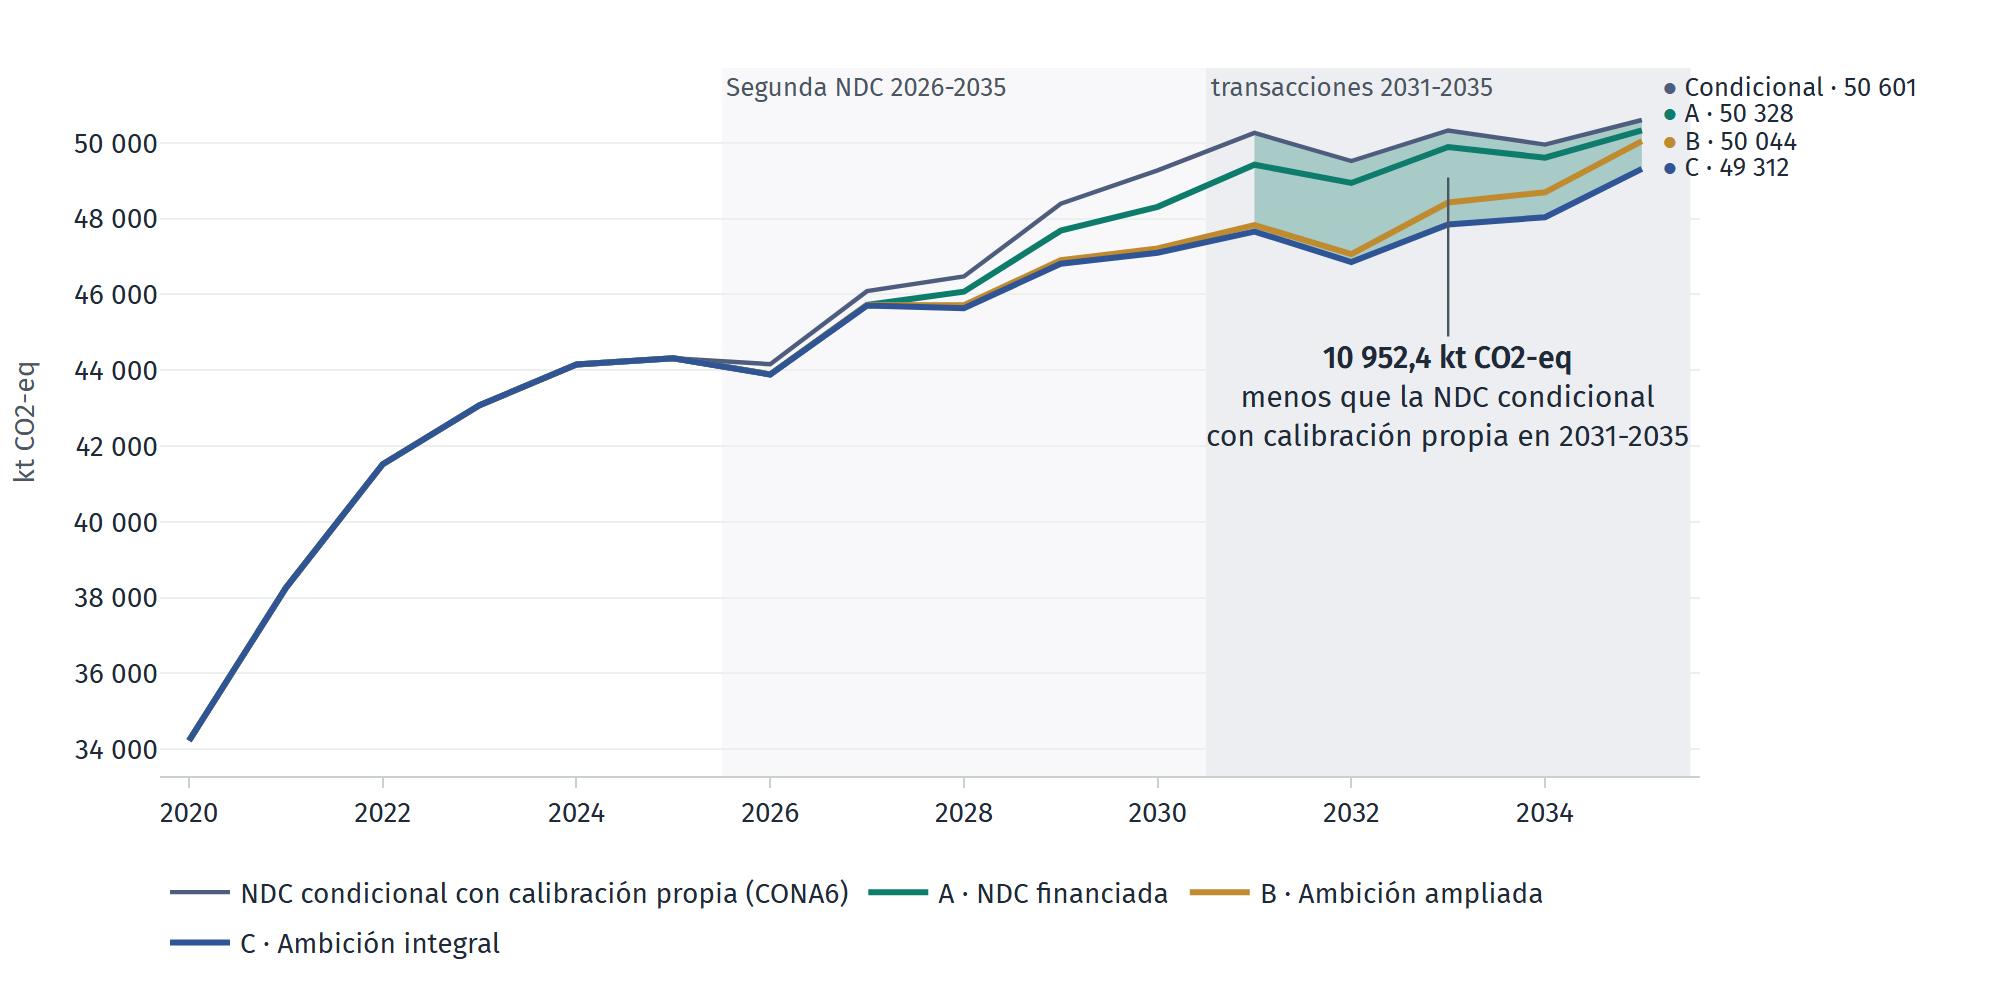 Segunda NDC 2026-2035
transacciones 2031-2035
Condicional · 50 601
A · 50 328
B · 50 044
C · 49 312
50 000
48 000
46 000
44 000
42 000
40 000
38 000
36 000
34 000
kt CO2-eq
10 952,4 kt CO2-eq
menos que la NDC condicional
con calibración propia en 2031-2035
2020 2022 2024 2026 2028 2030 2032 2034
NDC condicional con calibración propia (CONA6) A · NDC financiada B · Ambición ampliada
C · Ambición integral